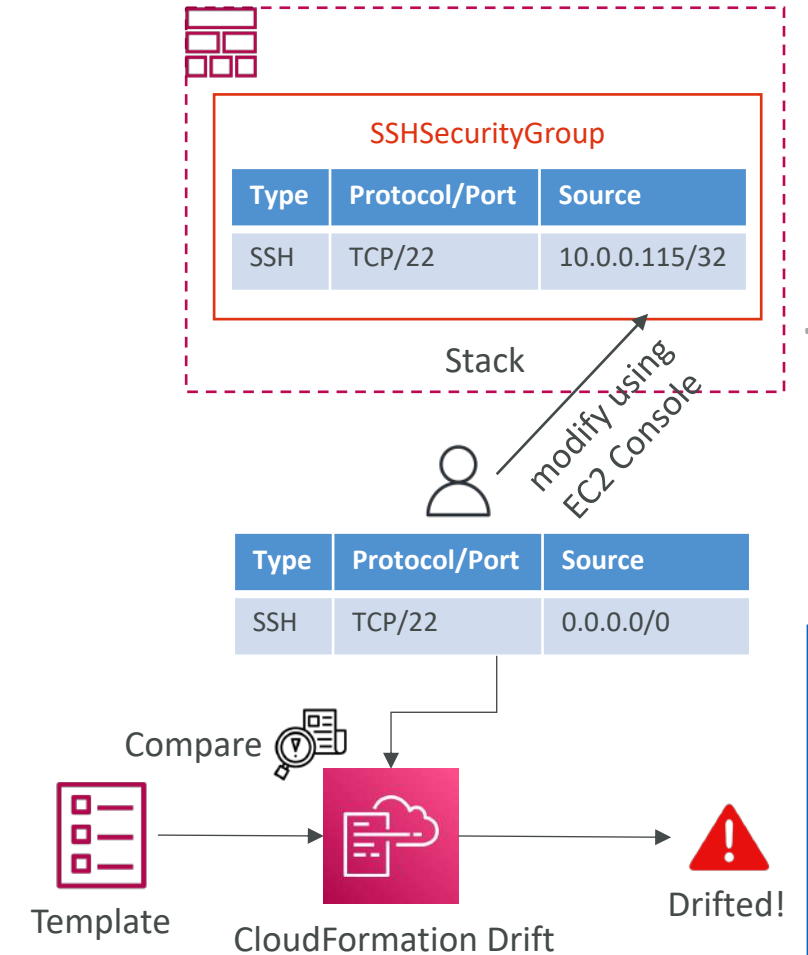 SSHSecurityGroup
Type Protocol/Port Source
SSH TCP/22 10.0.0.115/32
Stack
modify using
EC2 Console
Type Protocol/Port Source
SSH TCP/22 0.0.0.0/0
Compare
Template
CloudFormation Drift
Drifted!